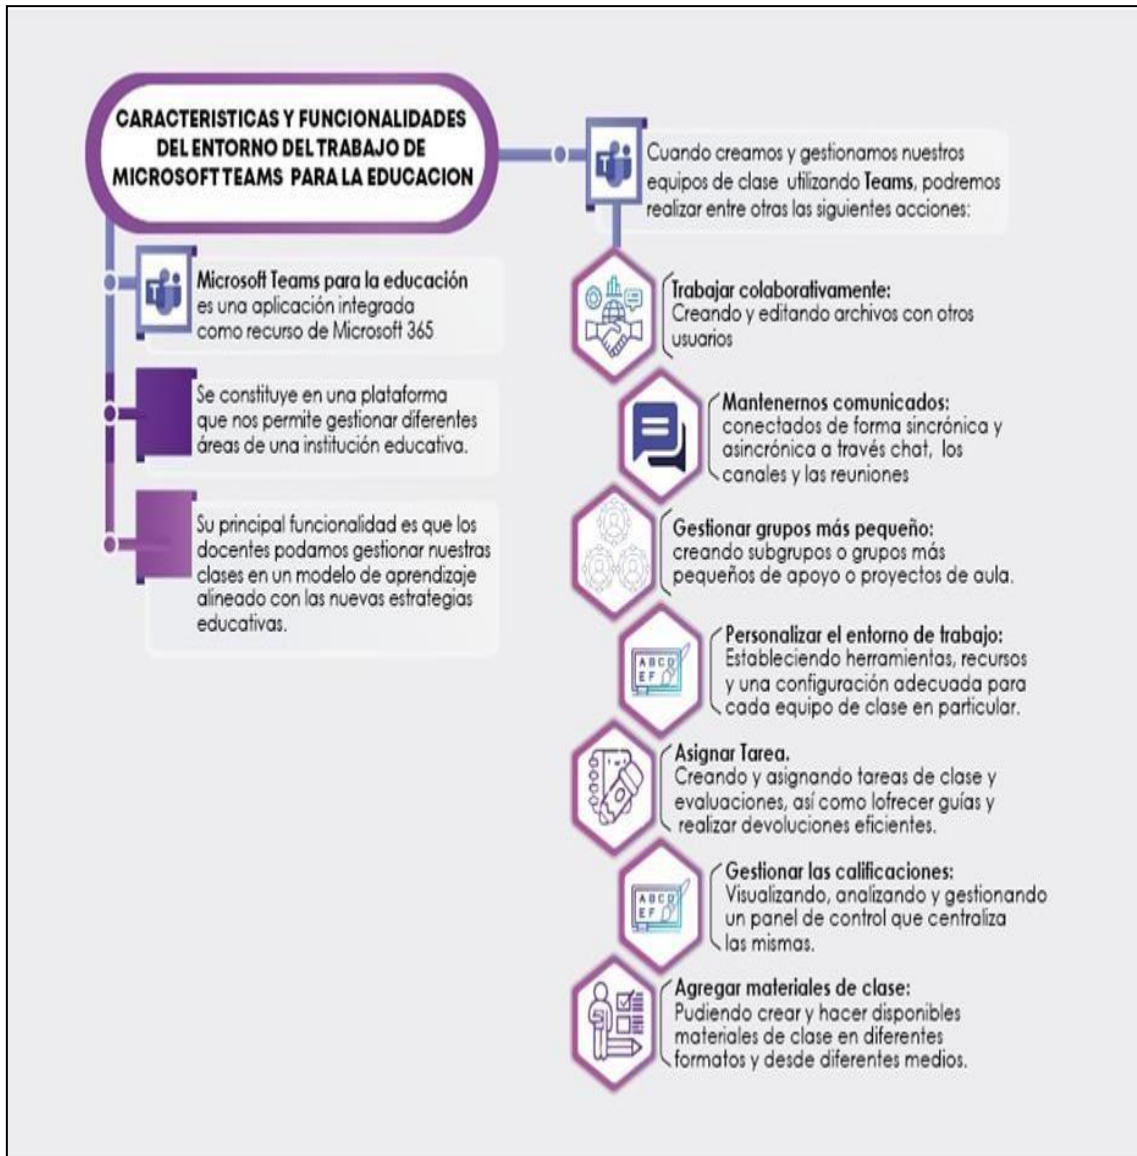 CARACTERISTICAS Y FUNCIONALIDADES
DEL ENTORNO DEL TRABAJO DE
MICROSOFT TEAMS PARA LA EDUCACION
Microsoft Teams para la educación
es una aplicación integrada
como recurso de Microsoft 365
Se constituye en una plataforma
que nos permite gestionar diferentes
áreas de una institución educativa.
Su principal funcionalidad es que los
docentes podamos gestionar nuestras
clases en un modelo de aprendizaje
alineado con las nuevas estrategias
educativas.
Cuando creamos y gestionamos nuestros
equipos de clase utilizando Teams, podremos
realizar entre otras las siguientes acciones:
Trabajar colaborativamente:
Creando y editando archivos con otros
usuarios
Mantenernos comunicados:
conectados de forma sincrónica y
asincrónica a través chat, los
canales y las reuniones
Gestionar grupos más pequeño:
creando subgrupos o grupos más
pequeños de apoyo o proyectos de aula.
Personalizar el entorno de trabajo:
Estableciendo herramientas, recursos
y una configuración adecuada para
cada equipo de clase en particular.
Asignar Tarea.
Creando y asignando tareas de clase y
evaluaciones, así como lofrecer guías y
realizar devoluciones eficientes.
Gestionar las calificaciones:
Visualizando, analizando y gestionando
un panel de control que centraliza
las mismas.
Agregar materiales de clase:
Pudiendo crear y hacer disponibles
materiales de clase en diferentes
formatos y desde diferentes medios.
T
T
ABCD
EF
ABCD
EF